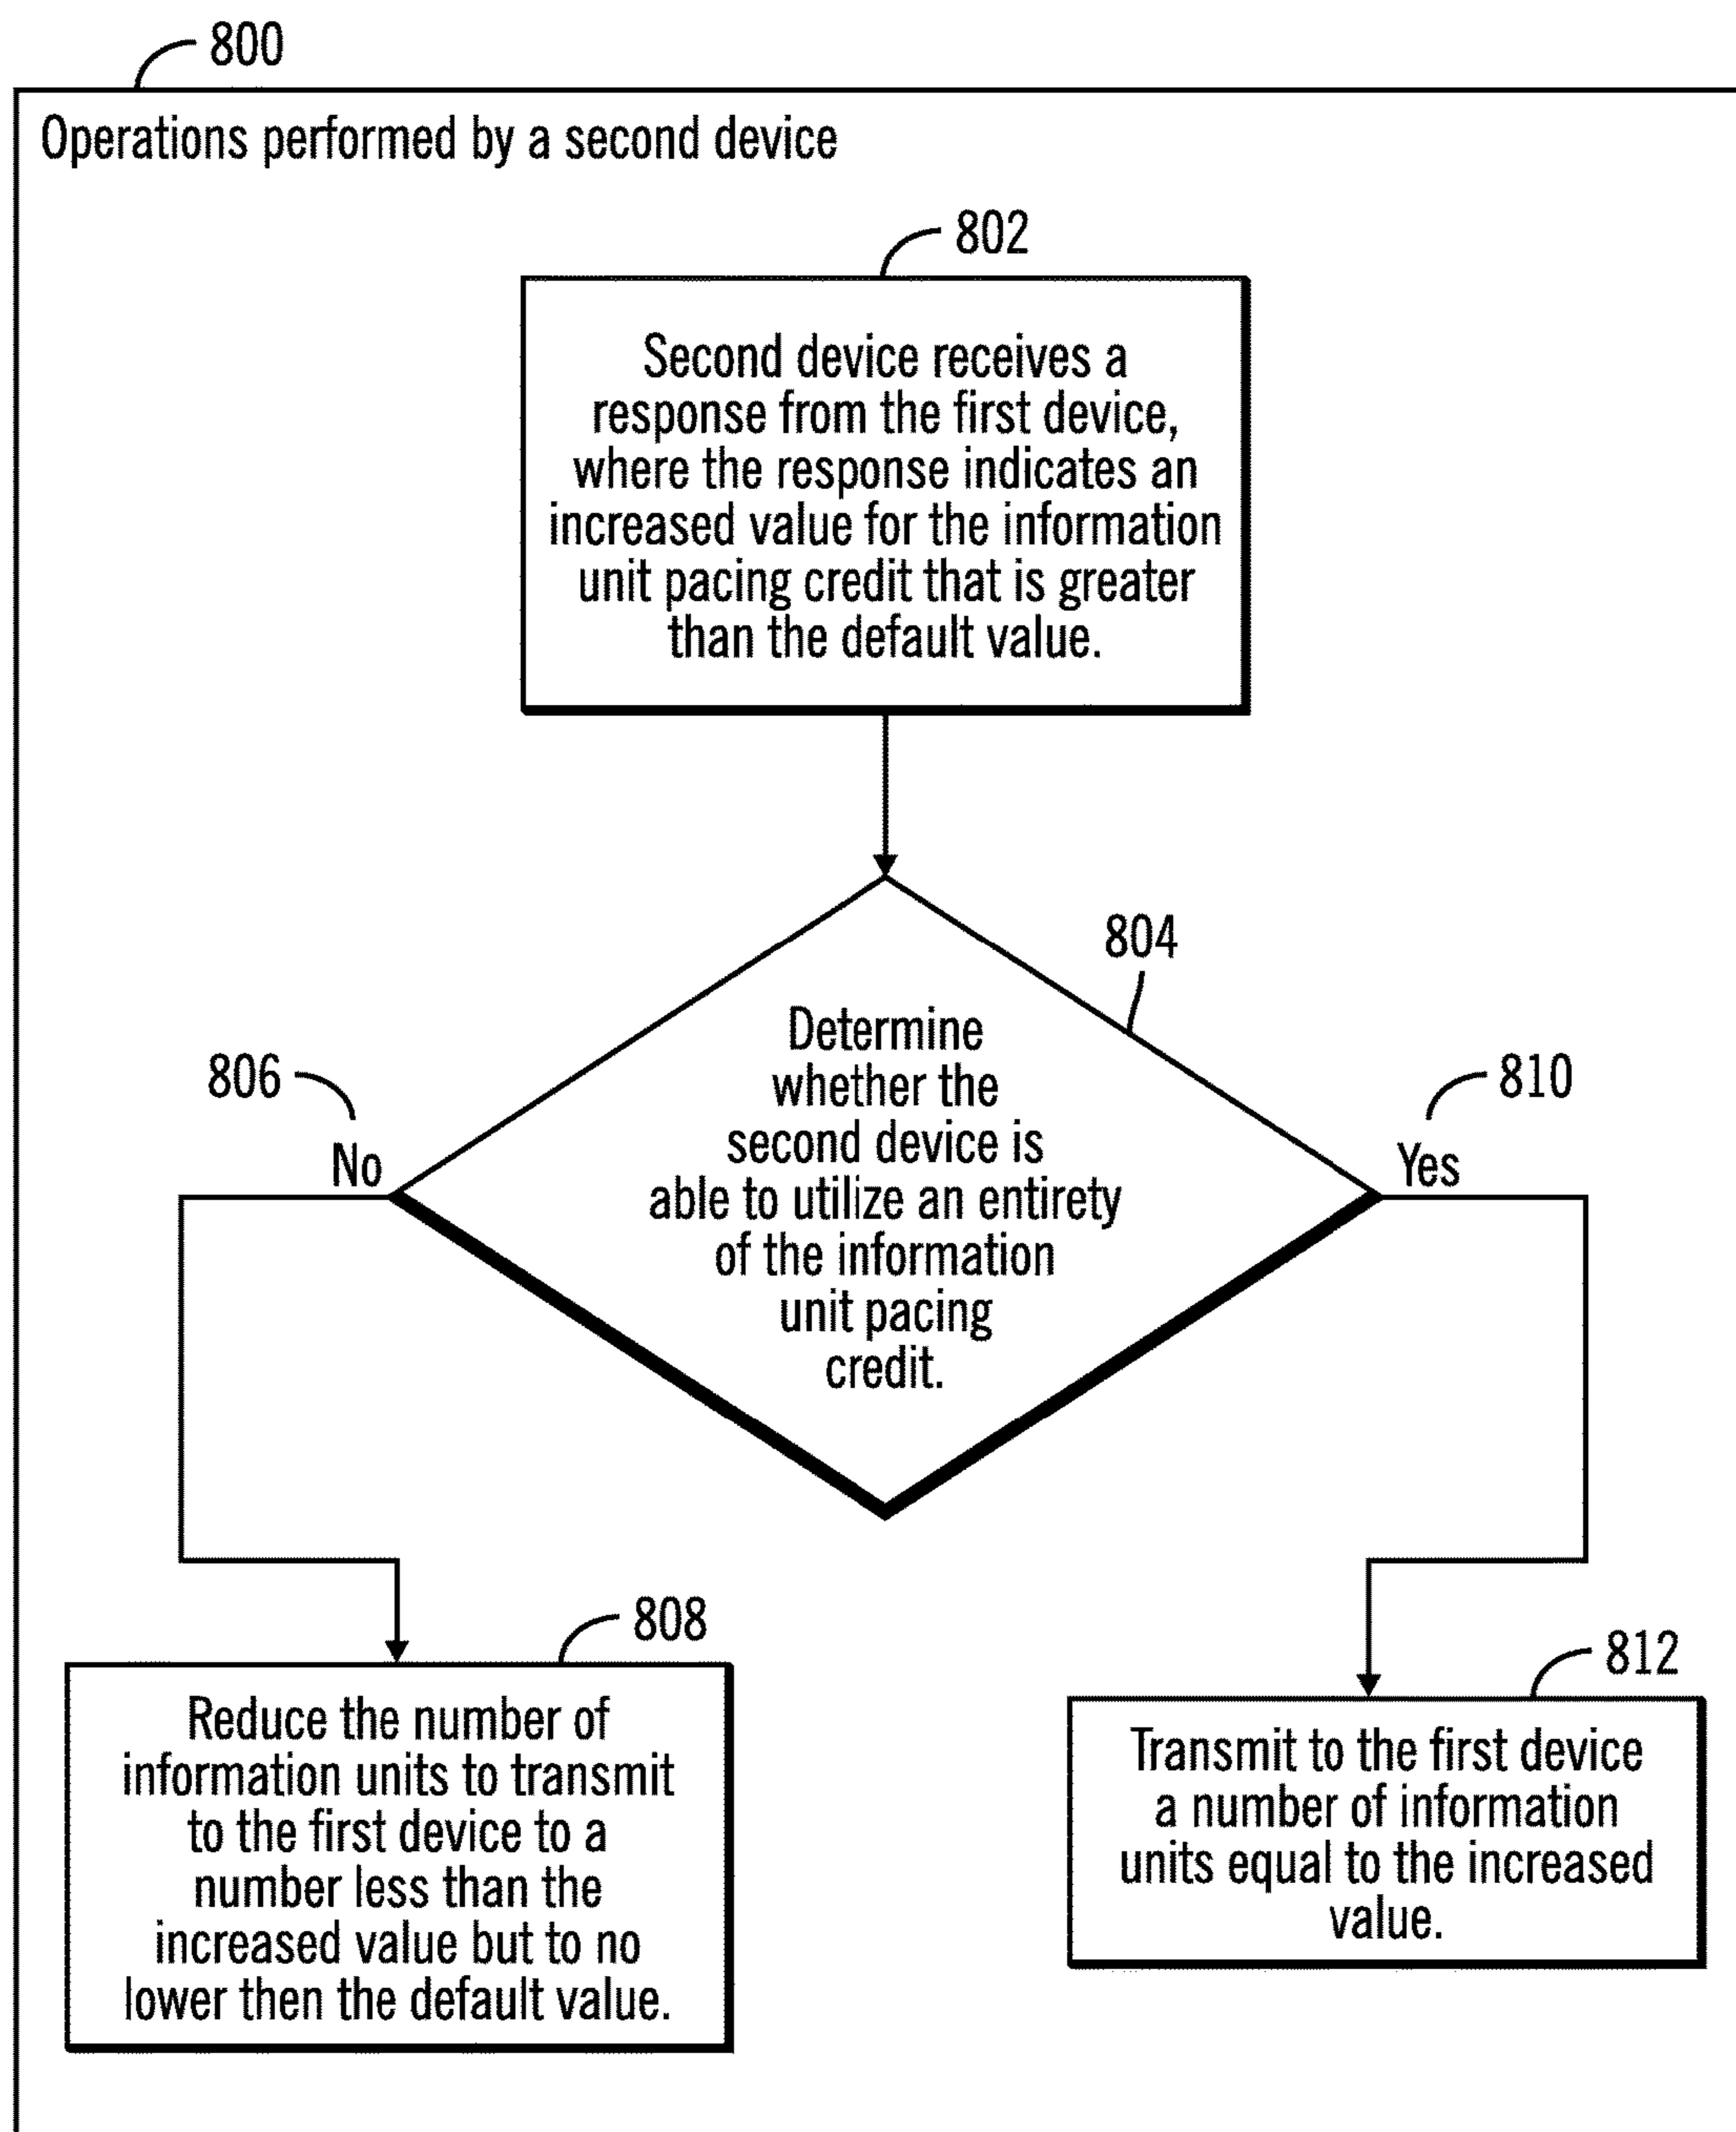 800
Operations performed by a second device
802
Second device receives a
response from the first device,
where the response indicates an
increased value for the information
unit pacing credit that is greater
than the default value.
804
Determine
whether the
second device is
able to utilize an entirety
of the information
unit pacing
credit.
806
No
810
Yes
808
Reduce the number of
information units to transmit
to the first device to a
number less than the
increased value but to no
lower then the default value.
812
Transmit to the first device
a number of information
units equal to the increased
value.